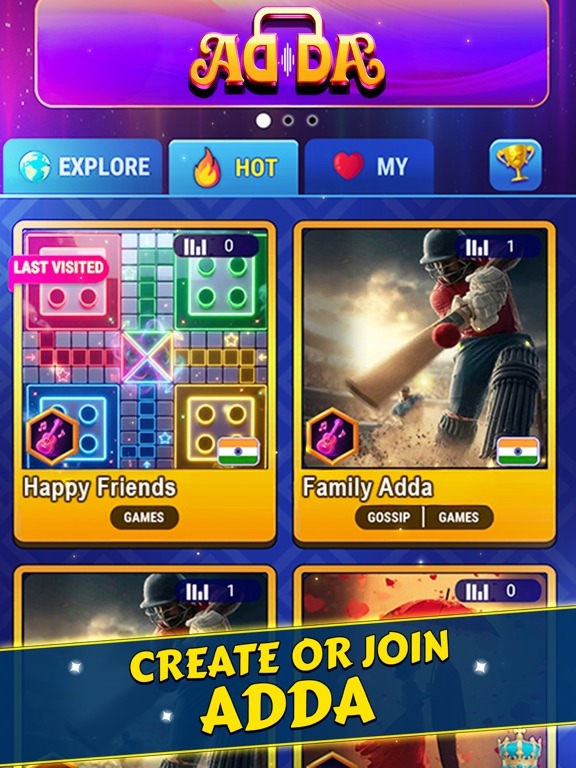 ADDA
EXPLORE
HOT
MY
0
LAST VISITED
1
Happy Friends
GAMES
Family Adda
GOSSIP | GAMES
1
0
CREATE OR JOIN
ADDA